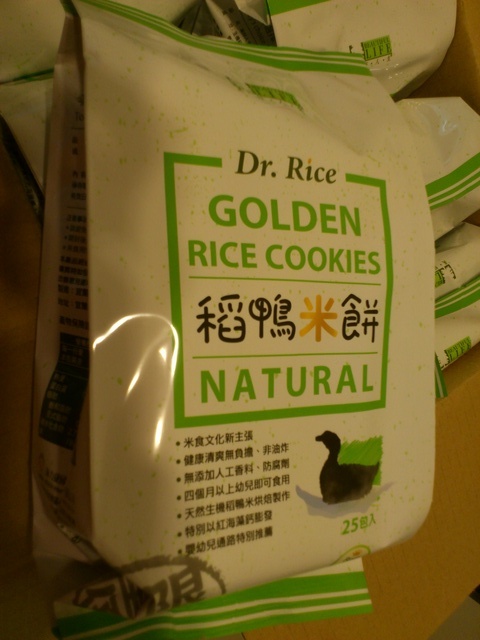 Dr. Rice
GOLDEN
RICE COOKIES
稻鴨米餅
NATURAL
• 米食文化新主張
• 健康清爽無負擔、非油炸
• 無添加人工香料、防腐劑
• 四個月以上幼兒即可食用
• 天然生機稻鴨米烘焙製作
• 特別以紅海藻鈣膨發
• 嬰幼兒通路特別推薦
25包入
LIFE